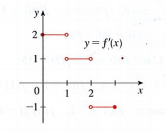 y
2
y = f'(x)
1
0 1 2 x
-1